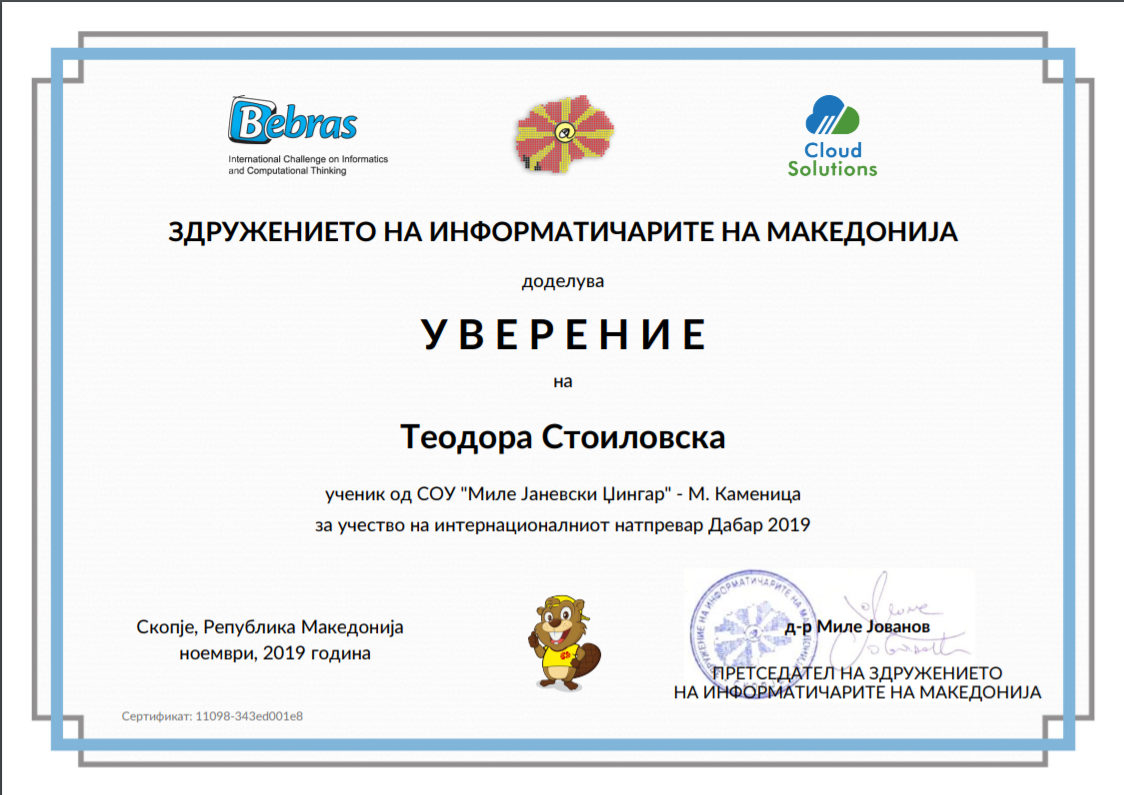 Bebras
International Challenge on Informatics
and Computational Thinking
Cloud
Solutions
ЗДРУЖЕНИЕТО НА ИНФОРМАТИЧАРИТЕ НА МАКЕДОНИЈА
доделува
УВЕРЕНИЕ
на
Теодора Стоиловска
ученик од СОУ "Миле Јаневски Џингар" - М. Каменица
за учество на интернационалниот натпревар Дабар 2019
Скопје, Република Македонија
ноември, 2019 година
д-р Миле Јованов
ПРЕТСЕДАТЕЛ НА ЗДРУЖЕНИЕТО
НА ИНФОРМАТИЧАРИТЕ НА МАКЕДОНИЈА
Сертификат: 11098-343ed001e8